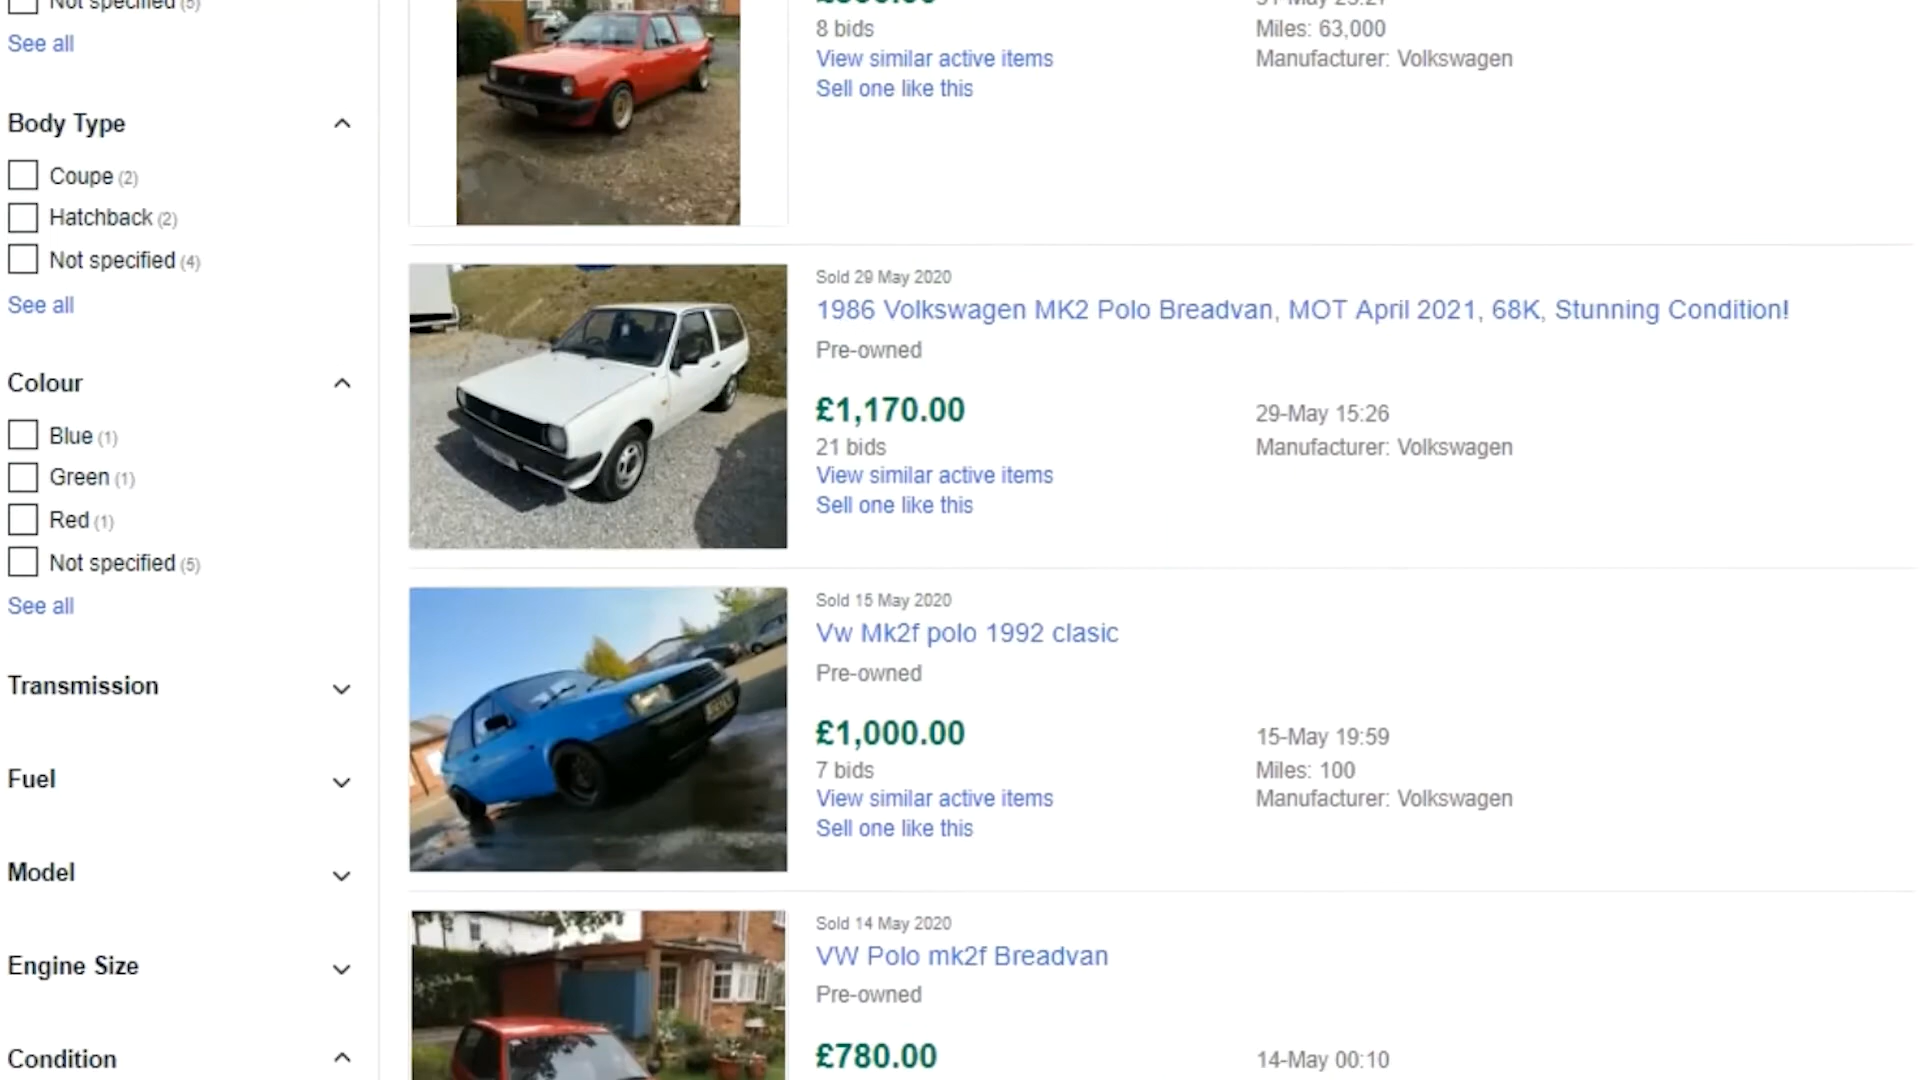 Not specified (5)
See all
Body Type
Coupe (2)
Hatchback (2)
Not specified (4)
See all
Colour
Blue (1)
Green (1)
Red (1)
Not specified (5)
See all
Transmission
Fuel
Model
Engine Size
Condition
8 bids
View similar active items
Sell one like this
Miles: 63,000
Manufacturer: Volkswagen
Sold 29 May 2020
1986 Volkswagen MK2 Polo Breadvan, MOT April 2021, 68K, Stunning Condition!
Pre-owned
£1,170.00
21 bids
View similar active items
Sell one like this
29-May 15:26
Manufacturer: Volkswagen
Sold 15 May 2020
Vw Mk2f polo 1992 clasic
Pre-owned
£1,000.00
7 bids
View similar active items
Sell one like this
15-May 19:59
Miles: 100
Manufacturer: Volkswagen
Sold 14 May 2020
VW Polo mk2f Breadvan
Pre-owned
£780.00
14-May 00:10